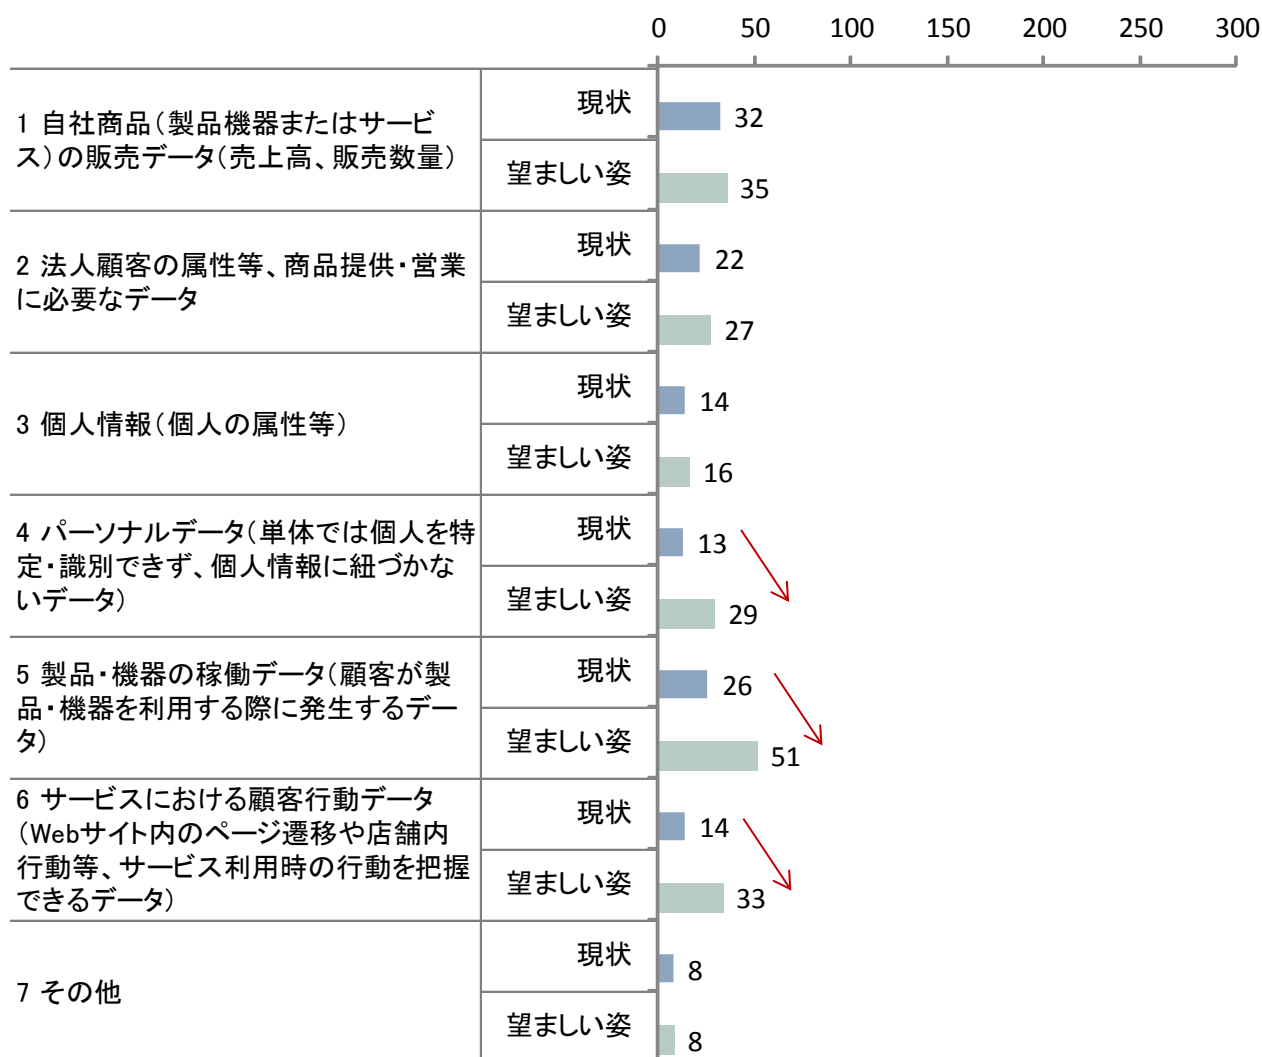 0 50 100 150 200 250 300
1 自社商品（製品機器またはサービ
ス）の販売データ（売上高、販売数量）
現状 32
望ましい姿 35
2 法人顧客の属性等、商品提供・営業
に必要なデータ
現状 22
望ましい姿 27
3 個人情報（個人の属性等）
現状 14
望ましい姿 16
4 パーソナルデータ（単体では個人を特
定・識別できず、個人情報に紐づかな
いデータ）
現状 13
望ましい姿 29
5 製品・機器の稼働データ（顧客が製
品・機器を利用する際に発生するデー
タ）
現状 26
望ましい姿 51
6 サービスにおける顧客行動データ
（Webサイト内のページ遷移や店舗内
行動等、サービス利用時の行動を把握
できるデータ）
現状 14
望ましい姿 33
7 その他
現状 8
望ましい姿 8